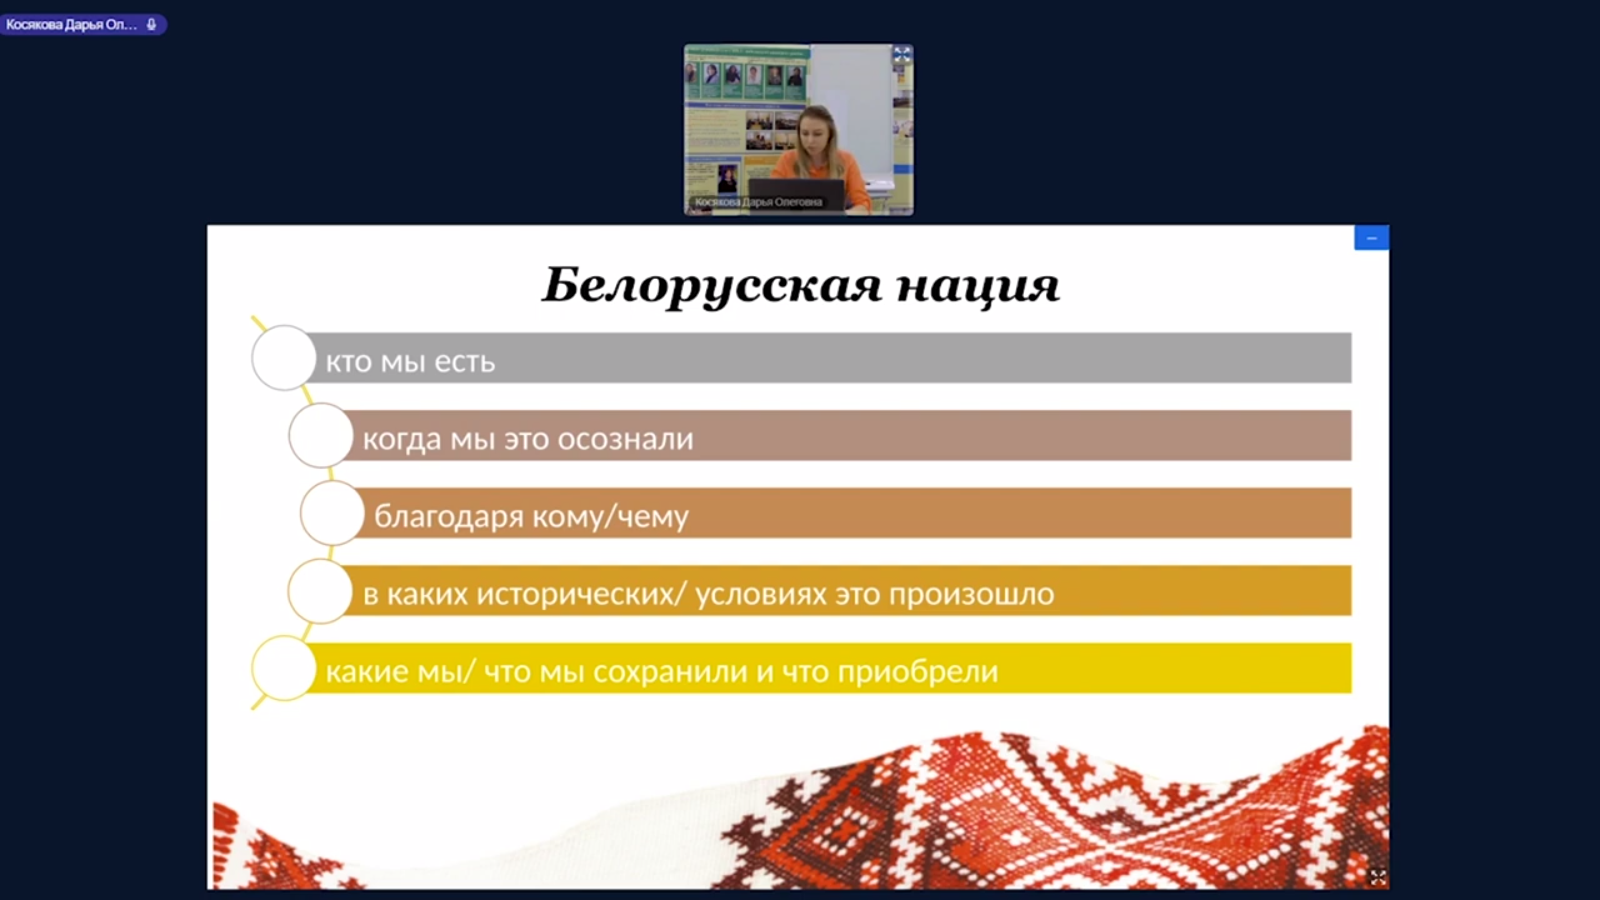 Косякова Дарья Ол...
Косякова Дарья Олеговна
Белорусская нация
кто мы есть
когда мы это осознали
благодаря кому/чему
в каких исторических/ условиях это произошло
какие мы/ что мы сохранили и что приобрели